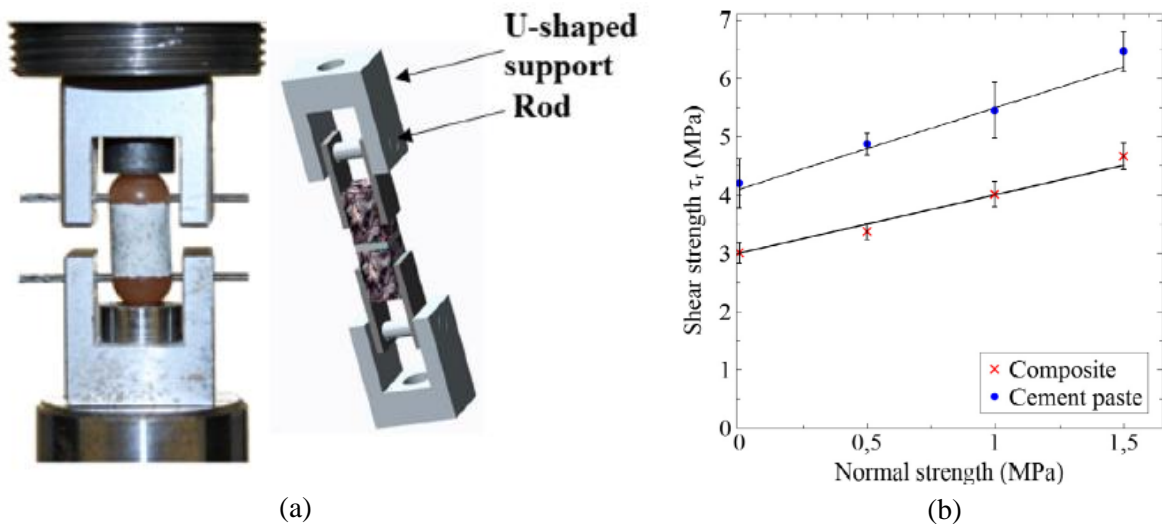 U-shaped
support
Rod
7
6
5
4
3
2
1
0
Shear strength τr (MPa)
Composite
Cement paste
0
0,5
1
1,5
Normal strength (MPa)
(a)
(b)